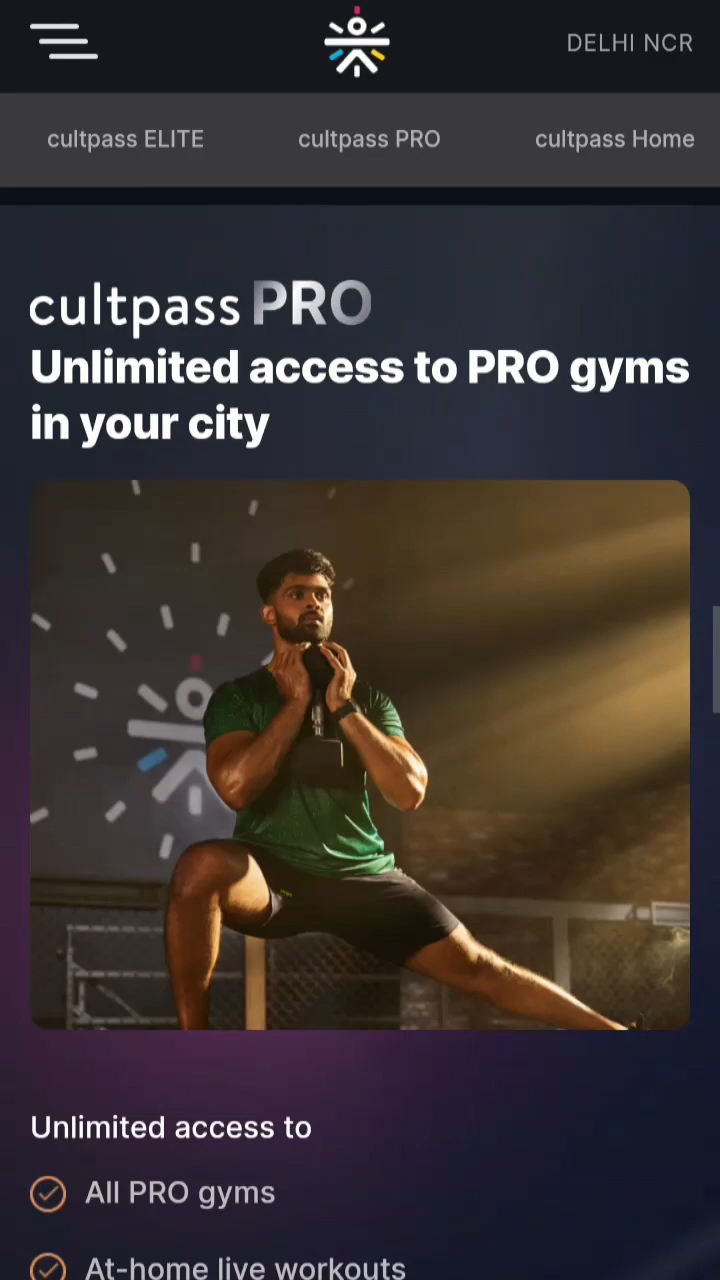 DELHI NCR
cultpass ELITE
cultpass PRO
cultpass Home
cultpass PRO
Unlimited access to PRO gyms
in your city
Unlimited access to
All PRO gyms
At-home live workouts